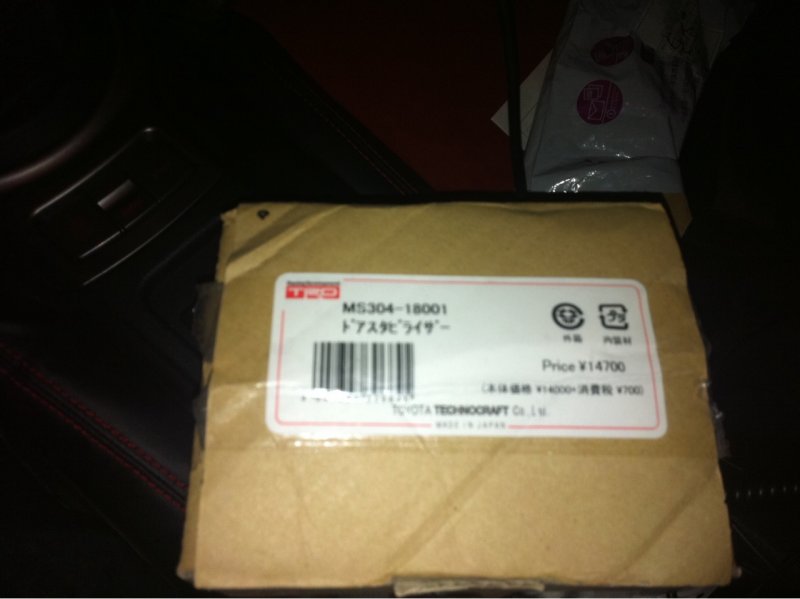 TRD
MS304-18001
ﾄﾞｱｽﾀﾋﾞﾗｲｻﾞｰ
外箱
内装材
Price ¥14700
(本体価格 ¥14000+消費税 ¥700)
TOYOTA TECHNOCRAFT Co.,Ltd.
MADE IN JAPAN